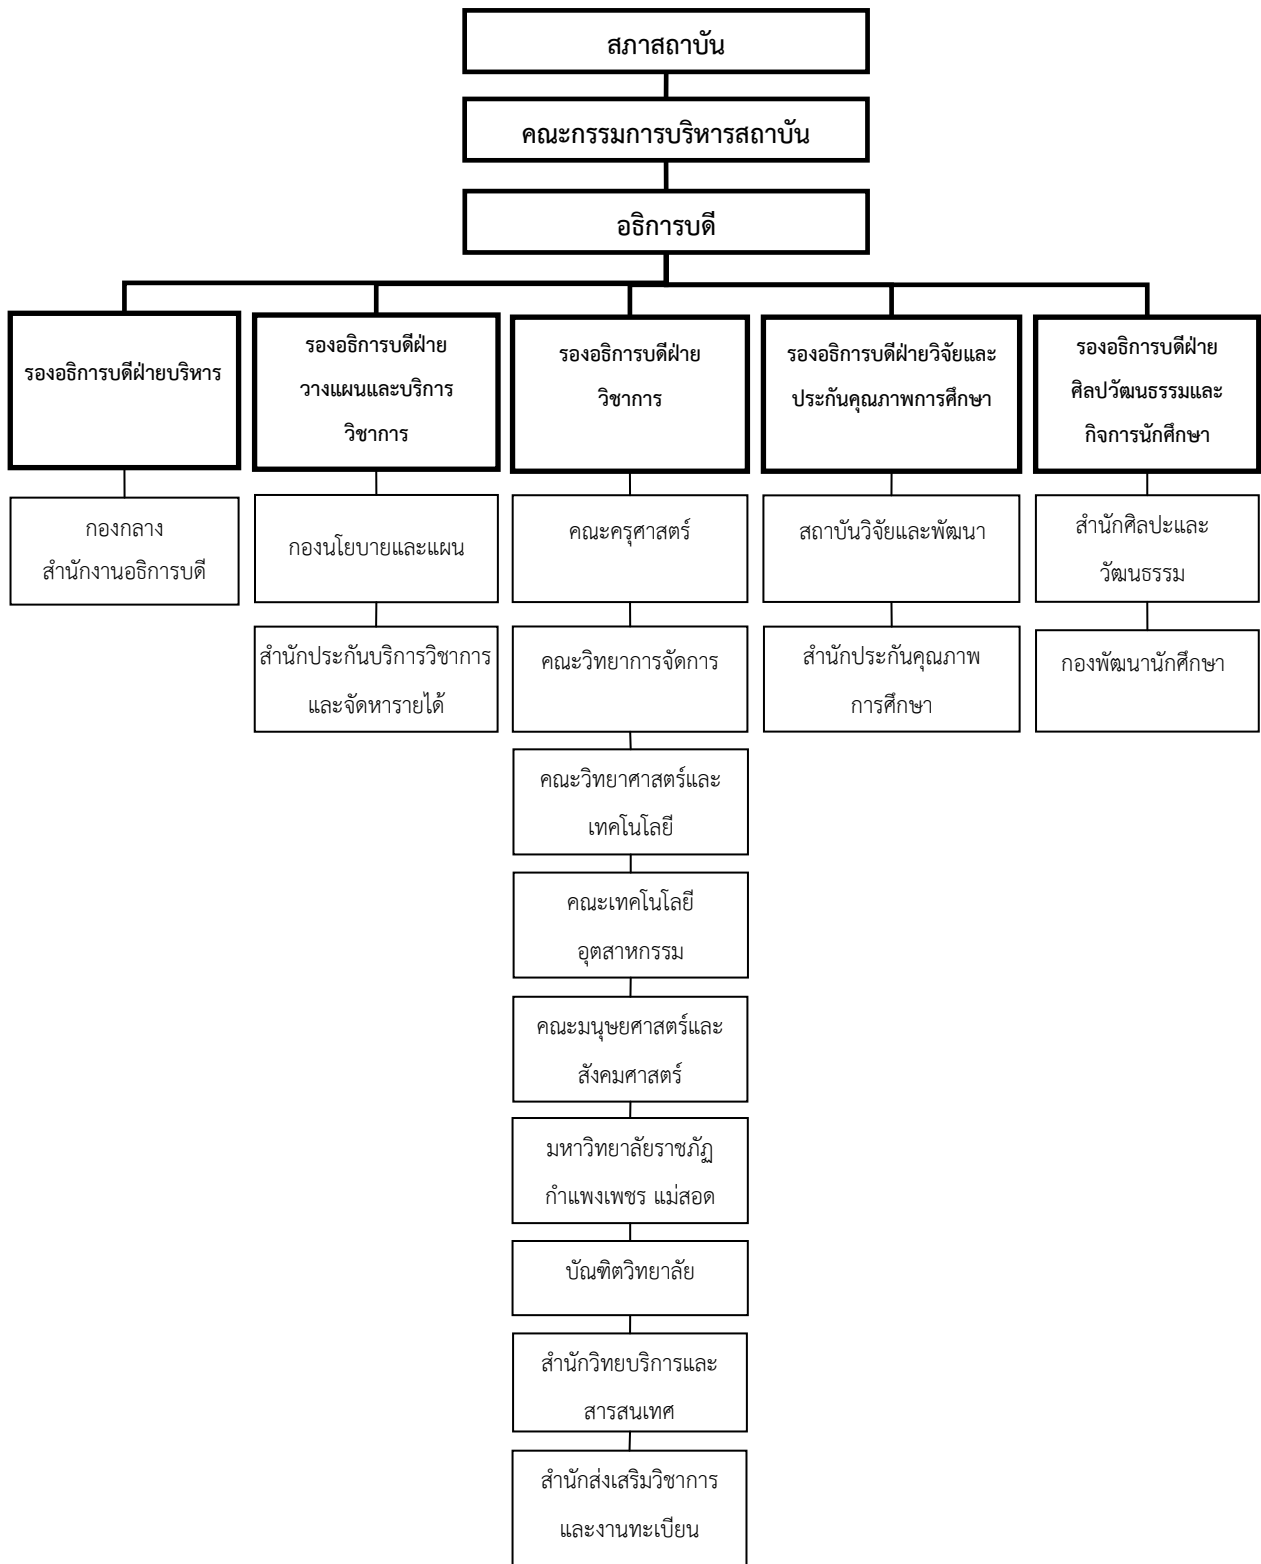 สภาสถาบัน
คณะกรรมการบริหารสถาบัน
อธิการบดี
รองอธิการบดีฝ่ายบริหาร
รองอธิการบดีฝ่าย
วางแผนและบริการ
วิชาการ
รองอธิการบดีฝ่าย
วิชาการ
รองอธิการบดีฝ่ายวิจัยและ
ประกันคุณภาพการศึกษา
รองอธิการบดีฝ่าย
ศิลปวัฒนธรรมและ
กิจการนักศึกษา
กองกลาง
สำนักงานอธิการบดี
กองนโยบายและแผน
สำนักประกันบริการวิชาการ
และจัดหารายได้
คณะครุศาสตร์
คณะวิทยาการจัดการ
คณะวิทยาศาสตร์และ
เทคโนโลยี
คณะเทคโนโลยี
อุตสาหกรรม
คณะมนุษยศาสตร์และ
สังคมศาสตร์
มหาวิทยาลัยราชภัฏ
กำแพงเพชร แม่สอด
บัณฑิตวิทยาลัย
สำนักวิทยบริการและ
สารสนเทศ
สำนักส่งเสริมวิชาการ
และงานทะเบียน
สถาบันวิจัยและพัฒนา
สำนักประกันคุณภาพ
การศึกษา
สำนักศิลปะและ
วัฒนธรรม
กองพัฒนานักศึกษา